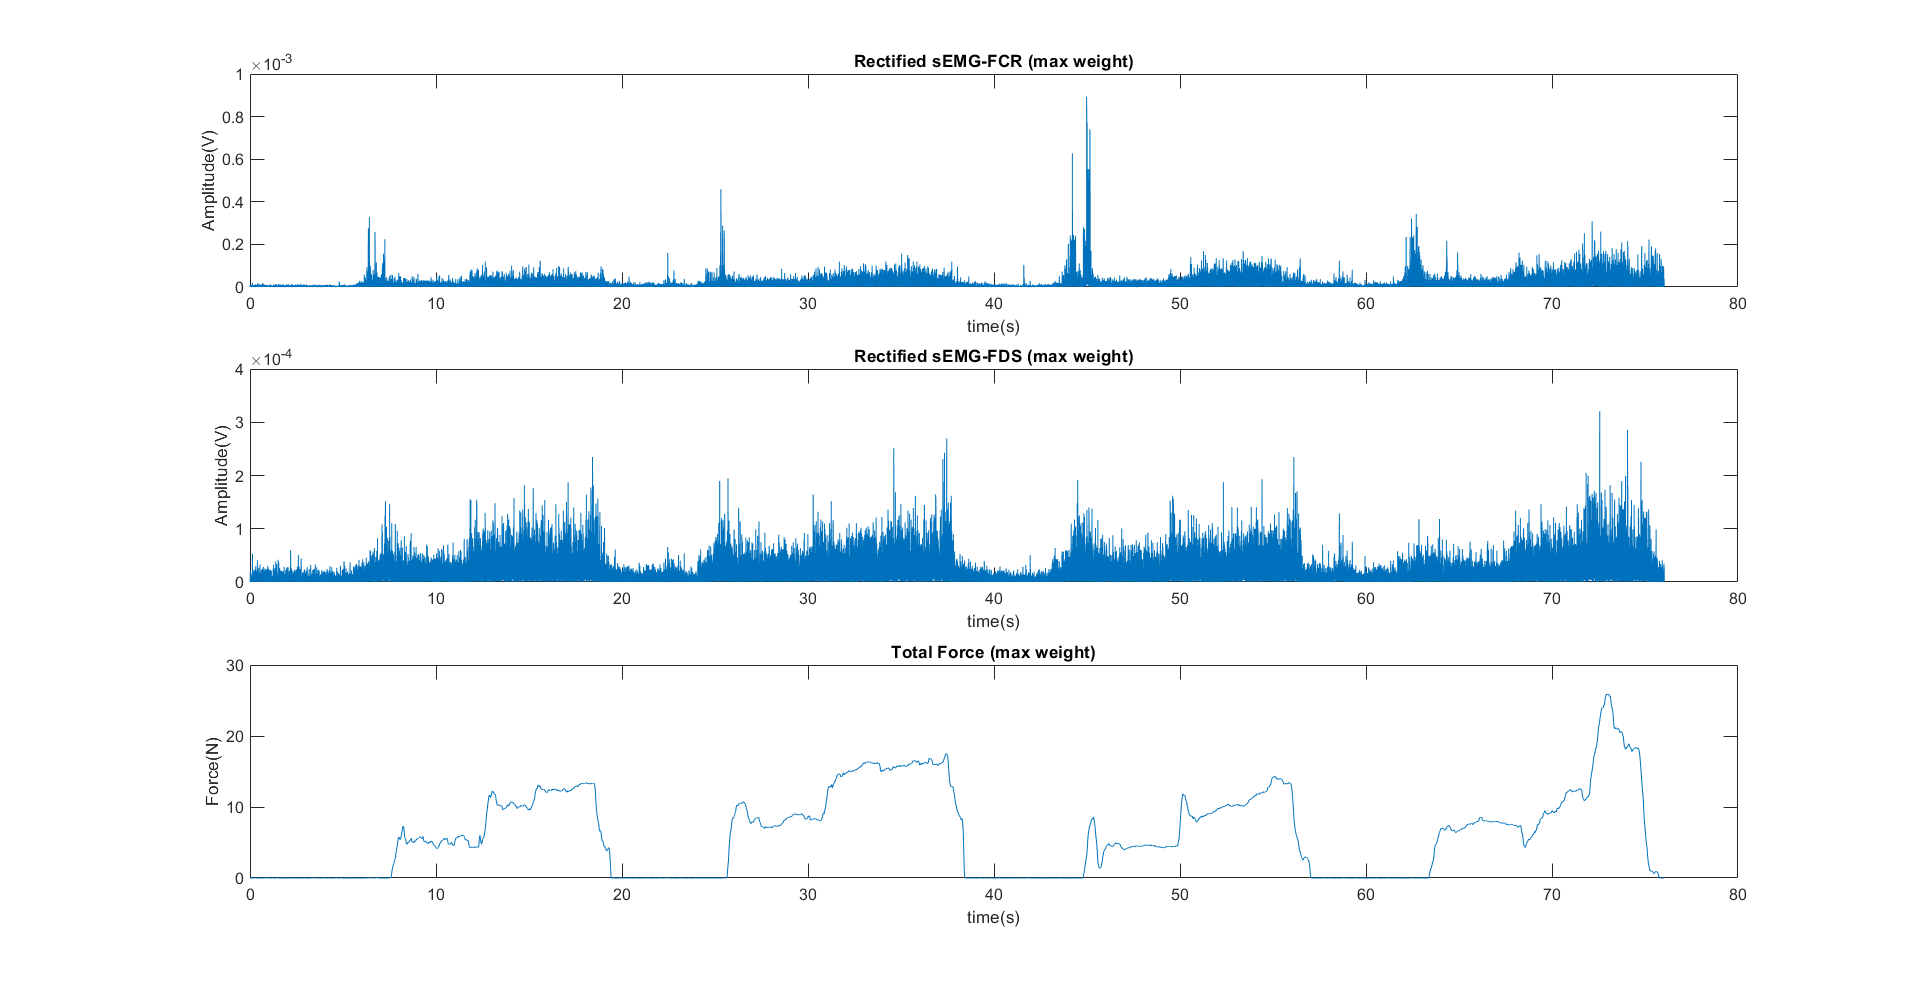 Rectified sEMG-FCR (max weight)
×10-3
1
0.8
0.6
0.4
0.2
0
Amplitude(V)
0 10 20 30 40 50 60 70 80
time(s)
Rectified sEMG-FDS (max weight)
×10-4
4
3
2
1
0
Amplitude(V)
0 10 20 30 40 50 60 70 80
time(s)
Total Force (max weight)
30
20
10
0
Force(N)
0 10 20 30 40 50 60 70 80
time(s)